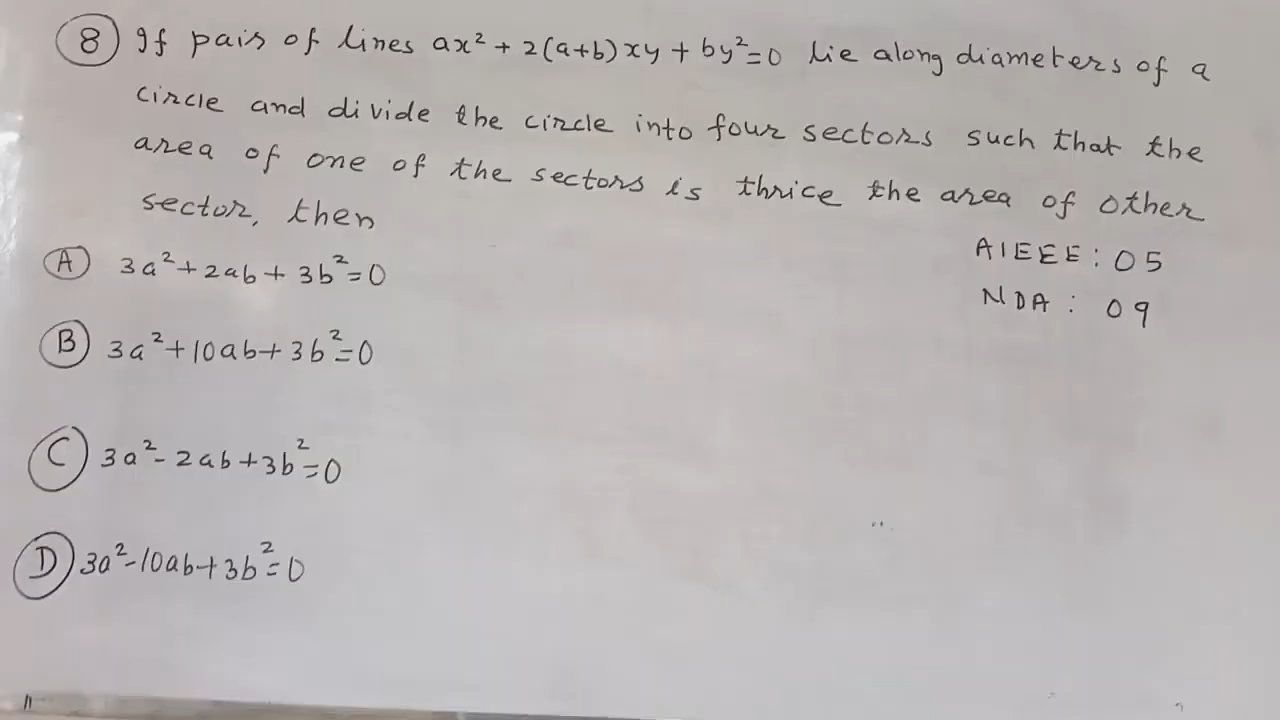 8 If pair of lines ax² + 2(a+b)xy + by² = 0 lie along diameters of a
circle and divide the circle into four sectors such that the
area of one of the sectors is thrice the area of other
sector, then
A 3a² + 2ab + 3b² = 0
AIEEE : 05
NDA : 09
B 3a² + 10ab + 3b² = 0
C 3a² - 2ab + 3b² = 0
D 3a² - 10ab + 3b² = 0